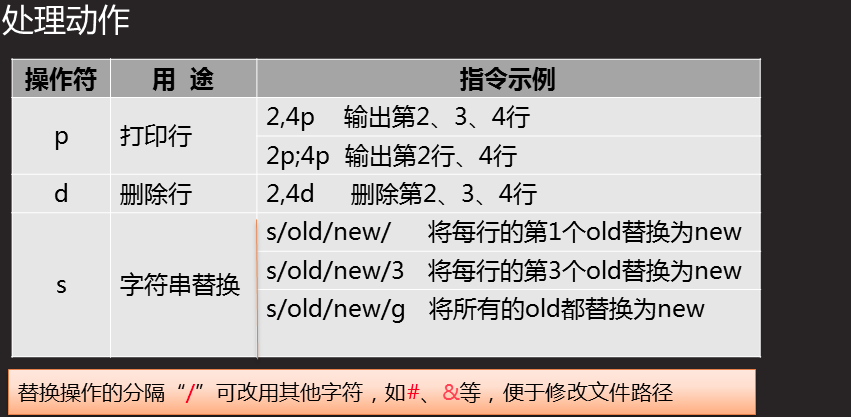 处理动作
操作符 用 途 指令示例
p 打印行 2,4p 输出第2、3、4行
2p;4p 输出第2行、4行
d 删除行 2,4d 删除第2、3、4行
s 字符串替换 s/old/new/ 将每行的第1个old替换为new
s/old/new/3 将每行的第3个old替换为new
s/old/new/g 将所有的old都替换为new
替换操作的分隔“/”可改用其他字符，如#、&等，便于修改文件路径